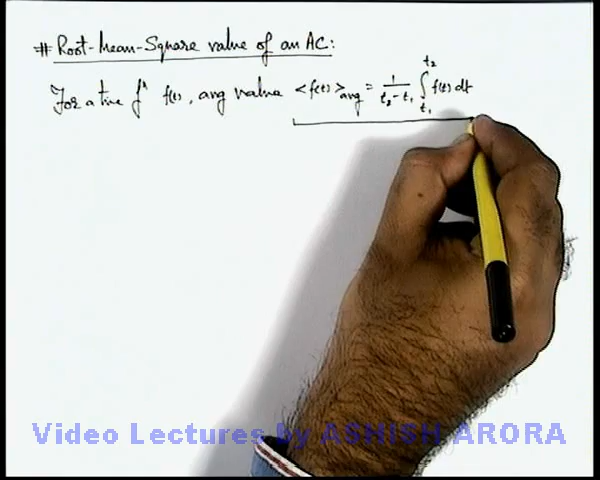 # Root-Mean-Square value of an AC:
For a time fⁿ f(t), avg value <f(t)>avg = 1/(t₂-t₁) ∫t₁^t₂ f(t) dt
Video Lectures by ASHISH ARORA